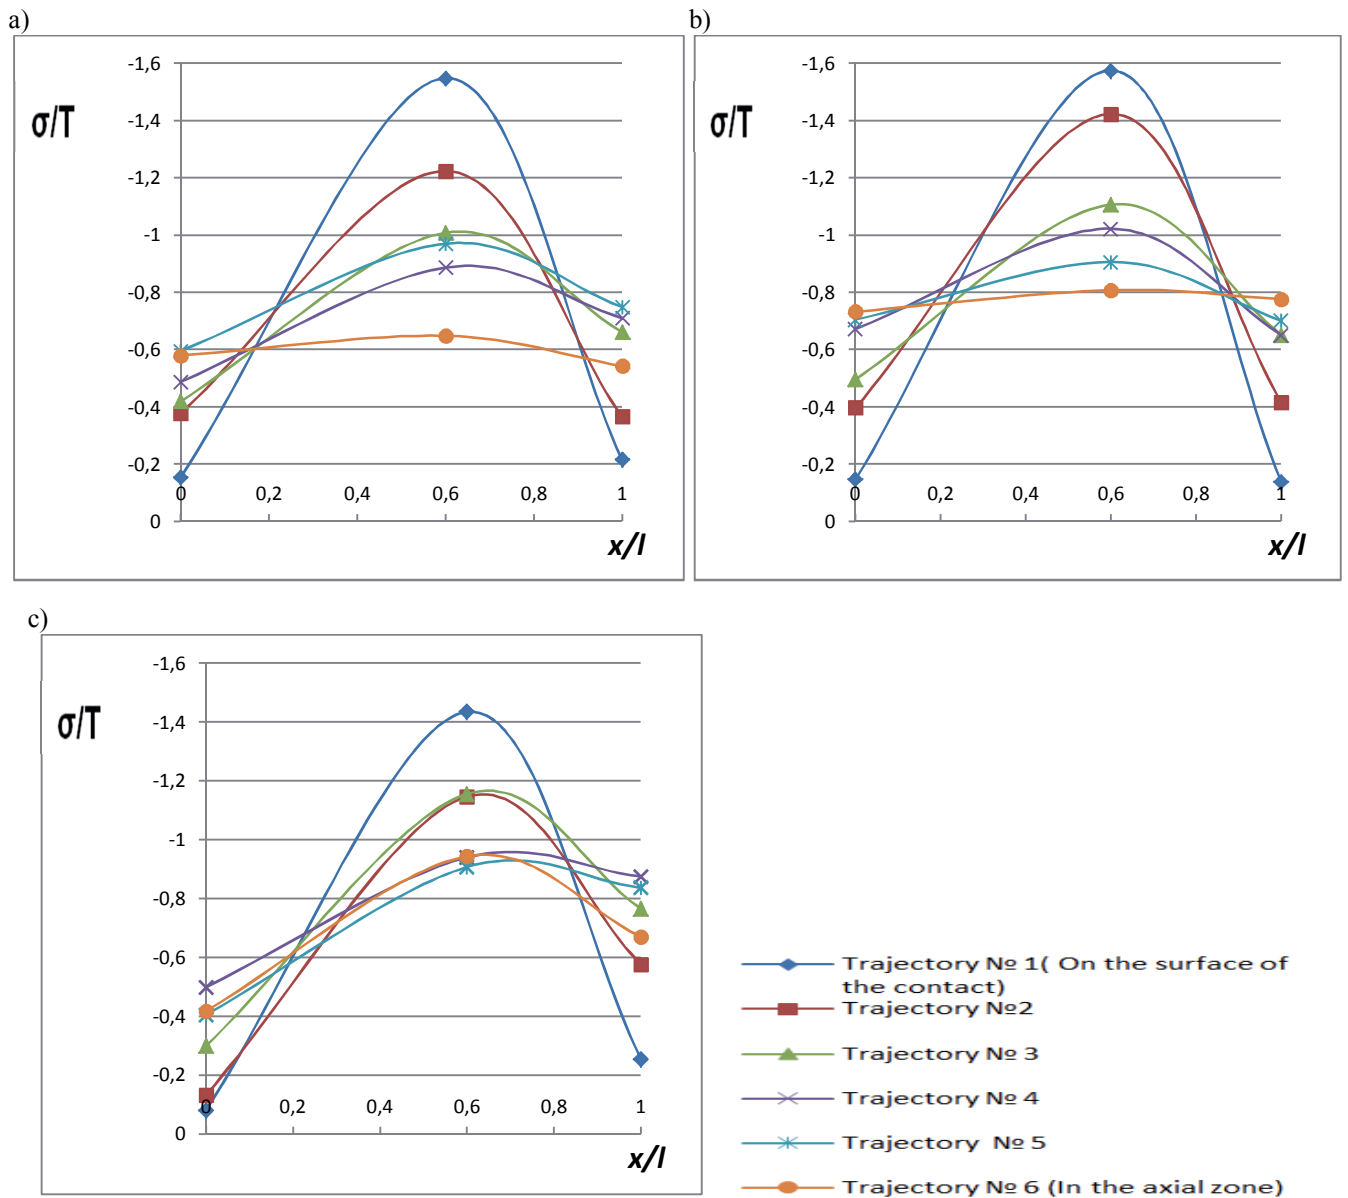 a)
-1,6
σ/T
-1,4
-1,2
-1
-0,8
-0,6
-0,4
-0,2
0
0 0,2 0,4 0,6 0,8 1
x/l
b)
-1,6
σ/T
-1,4
-1,2
-1
-0,8
-0,6
-0,4
-0,2
0
0 0,2 0,4 0,6 0,8 1
x/l
c)
-1,6
σ/T
-1,4
-1,2
-1
-0,8
-0,6
-0,4
-0,2
0
0 0,2 0,4 0,6 0,8 1
x/l
Trajectory № 1( On the surface of
the contact)
Trajectory №2
Trajectory № 3
Trajectory № 4
Trajectory № 5
Trajectory № 6 (In the axial zone)